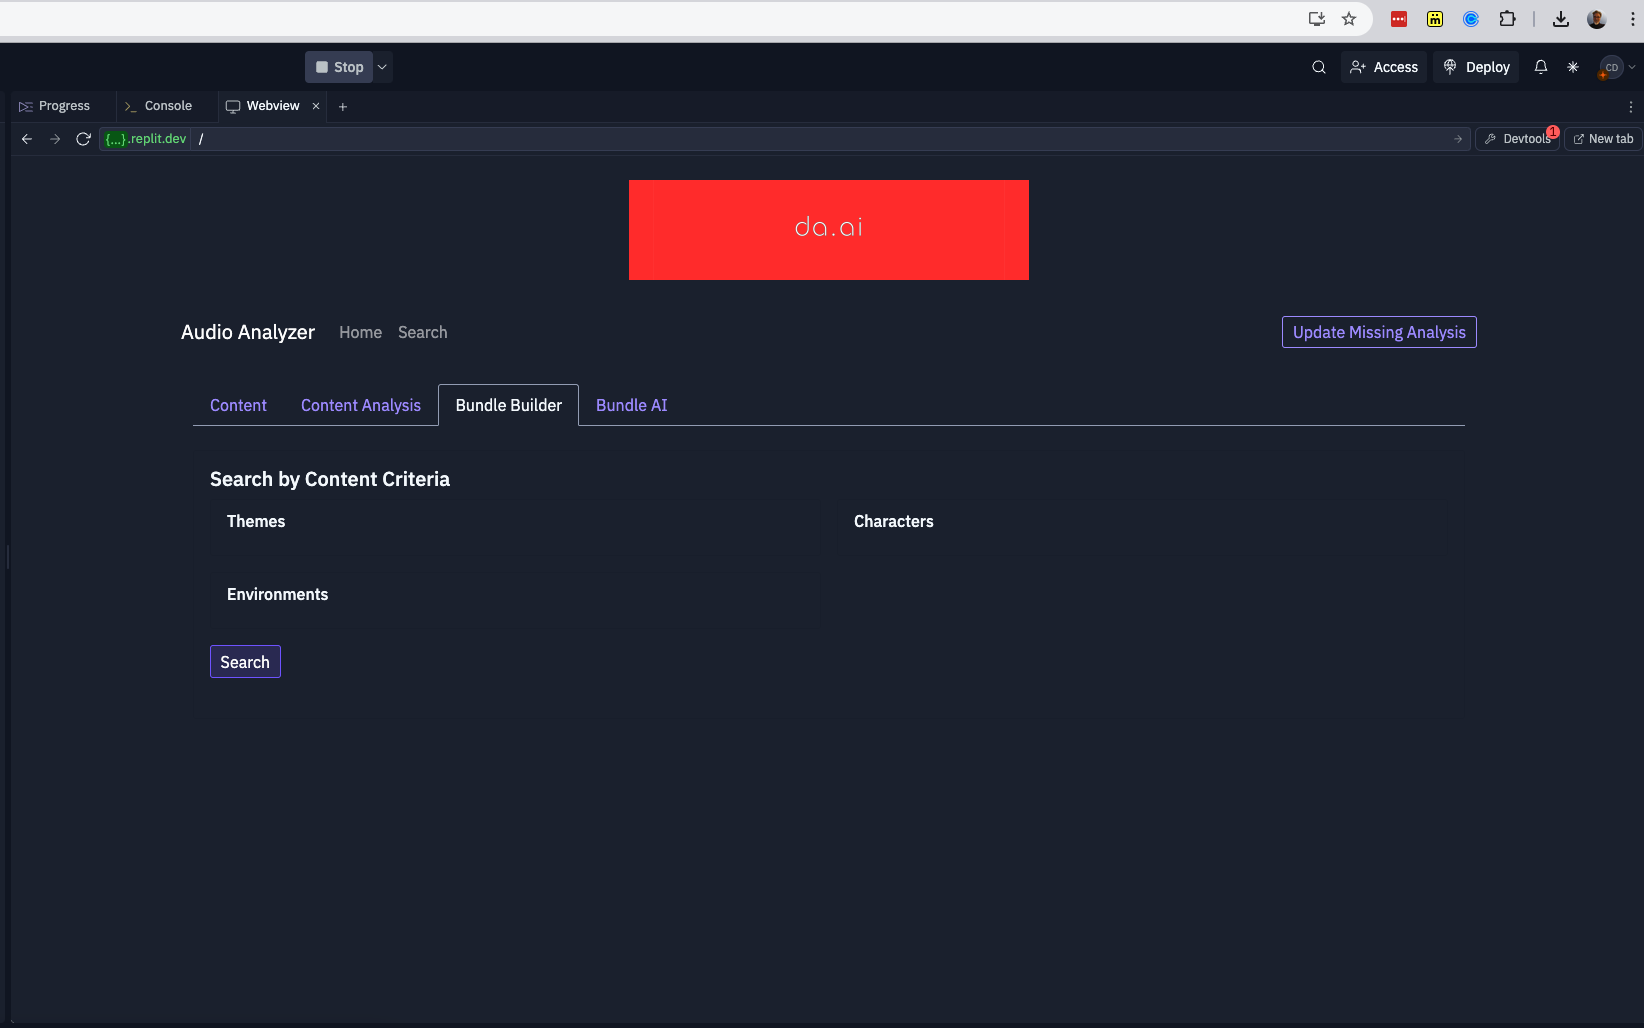 Stop
Access
Deploy
CD
Progress
Console
Webview
{...}.replit.dev /
Devtools
1
New tab
da.ai
Audio Analyzer
Home
Search
Update Missing Analysis
Content
Content Analysis
Bundle Builder
Bundle AI
Search by Content Criteria
Themes
Characters
Environments
Search